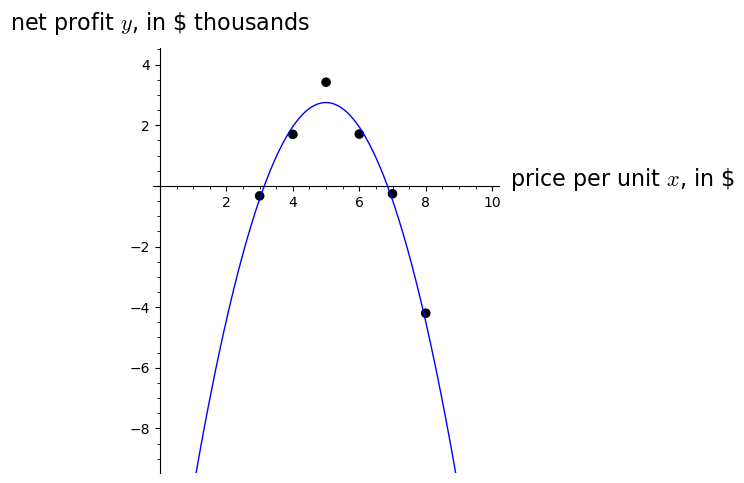 net profit y, in $ thousands
4
2
price per unit x, in $
2 4 6 8 10
−2
−4
−6
−8